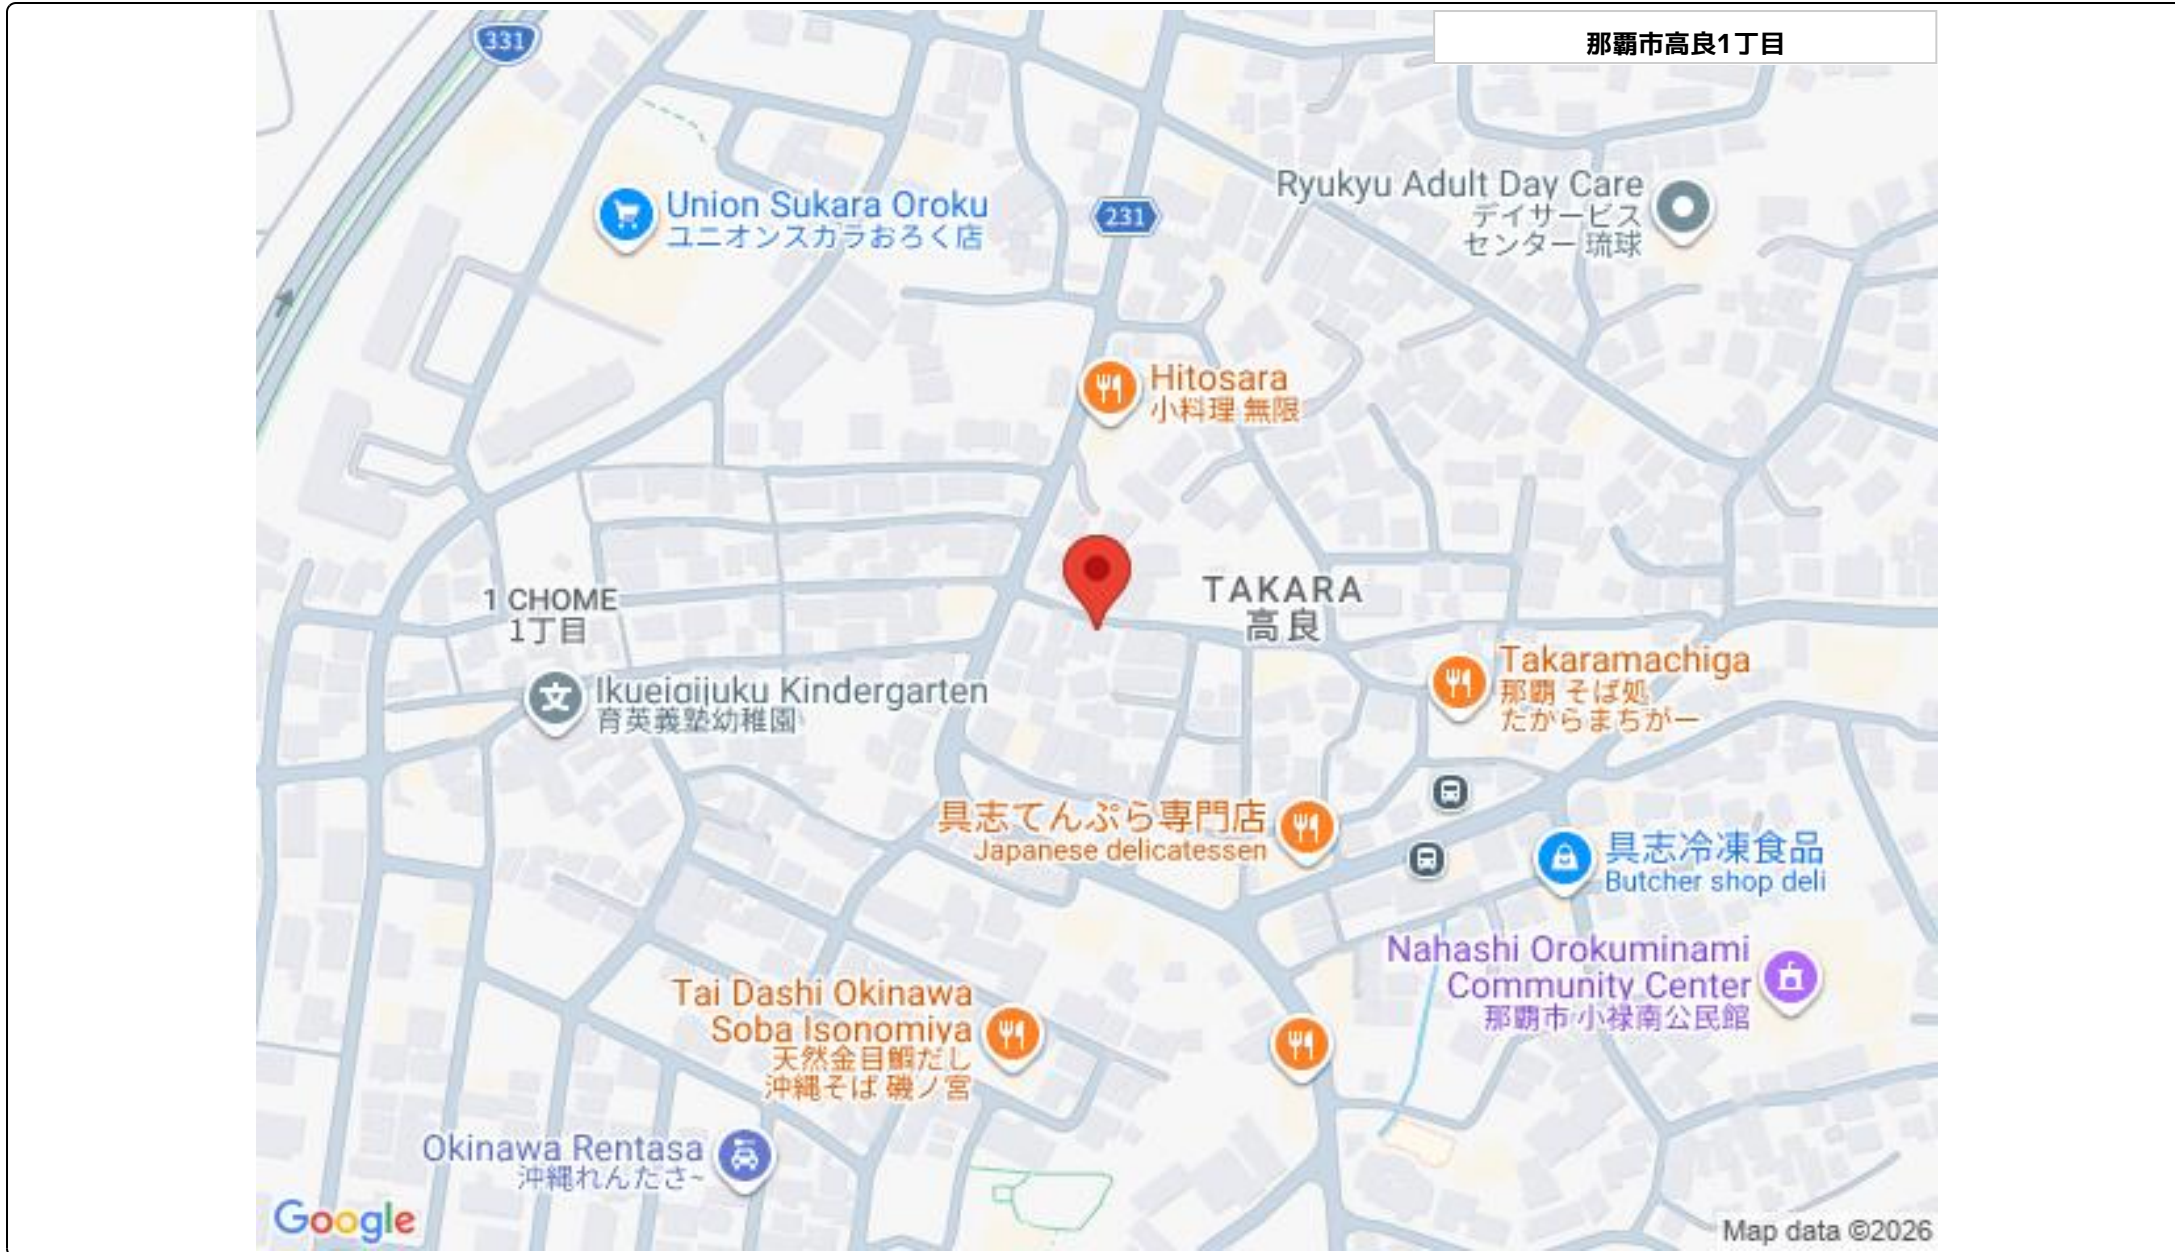 331
那覇市高良1丁目
Union Sukara Oroku
ユニオンスカラおろく店
231
Ryukyu Adult Day Care
デイサービス
センター 琉球
Hitosara
小料理 無限
1 CHOME
1丁目
TAKARA
高良
Ikueigijuku Kindergarten
育英義塾幼稚園
文
Takaramachiga
那覇 そば処
たからまちがー
具志てんぷら専門店
Japanese delicatessen
具志冷凍食品
Butcher shop deli
Nahashi Orokuminami
Community Center
那覇市 小禄南公民館
Tai Dashi Okinawa
Soba Isonomiya
天然金目鯛だし
沖縄そば 磯ノ宮
Okinawa Rentasa
沖縄れんたさ~
Google
Map data ©2026